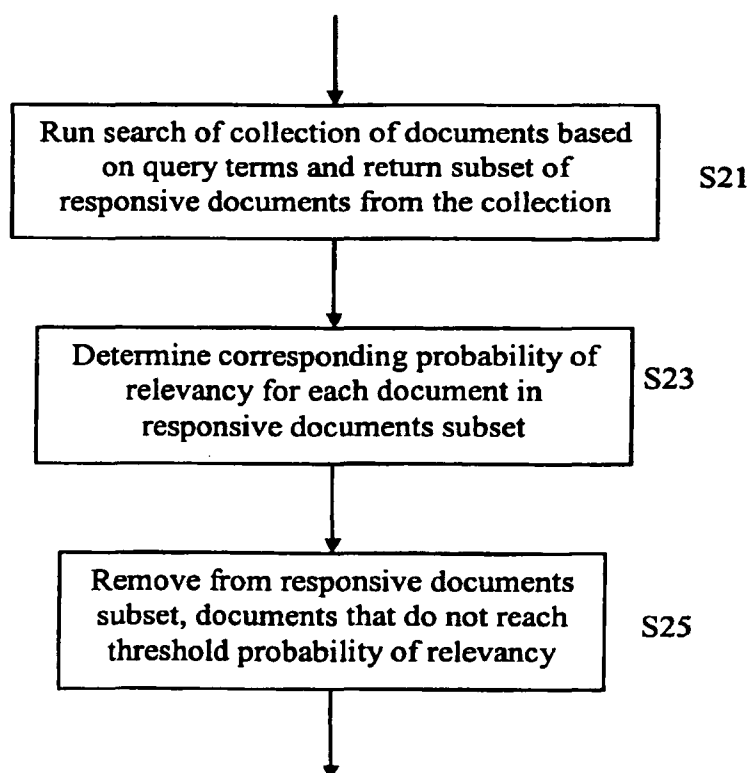 Run search of collection of documents based
on query terms and return subset of
responsive documents from the collection
S21
Determine corresponding probability of
relevancy for each document in
responsive documents subset
S23
Remove from responsive documents
subset, documents that do not reach
threshold probability of relevancy
S25